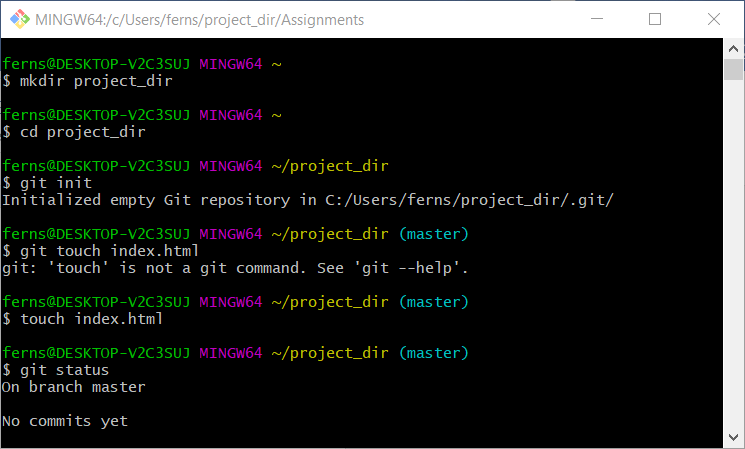 MINGW64:/c/Users/ferns/project_dir/Assignments
ferns@DESKTOP-V2C3SUJ MINGW64 ~
$ mkdir project_dir
ferns@DESKTOP-V2C3SUJ MINGW64 ~
$ cd project_dir
ferns@DESKTOP-V2C3SUJ MINGW64 ~/project_dir
$ git init
Initialized empty Git repository in C:/Users/ferns/project_dir/.git/
ferns@DESKTOP-V2C3SUJ MINGW64 ~/project_dir (master)
$ git touch index.html
git: 'touch' is not a git command. See 'git --help'.
ferns@DESKTOP-V2C3SUJ MINGW64 ~/project_dir (master)
$ touch index.html
ferns@DESKTOP-V2C3SUJ MINGW64 ~/project_dir (master)
$ git status
On branch master
No commits yet